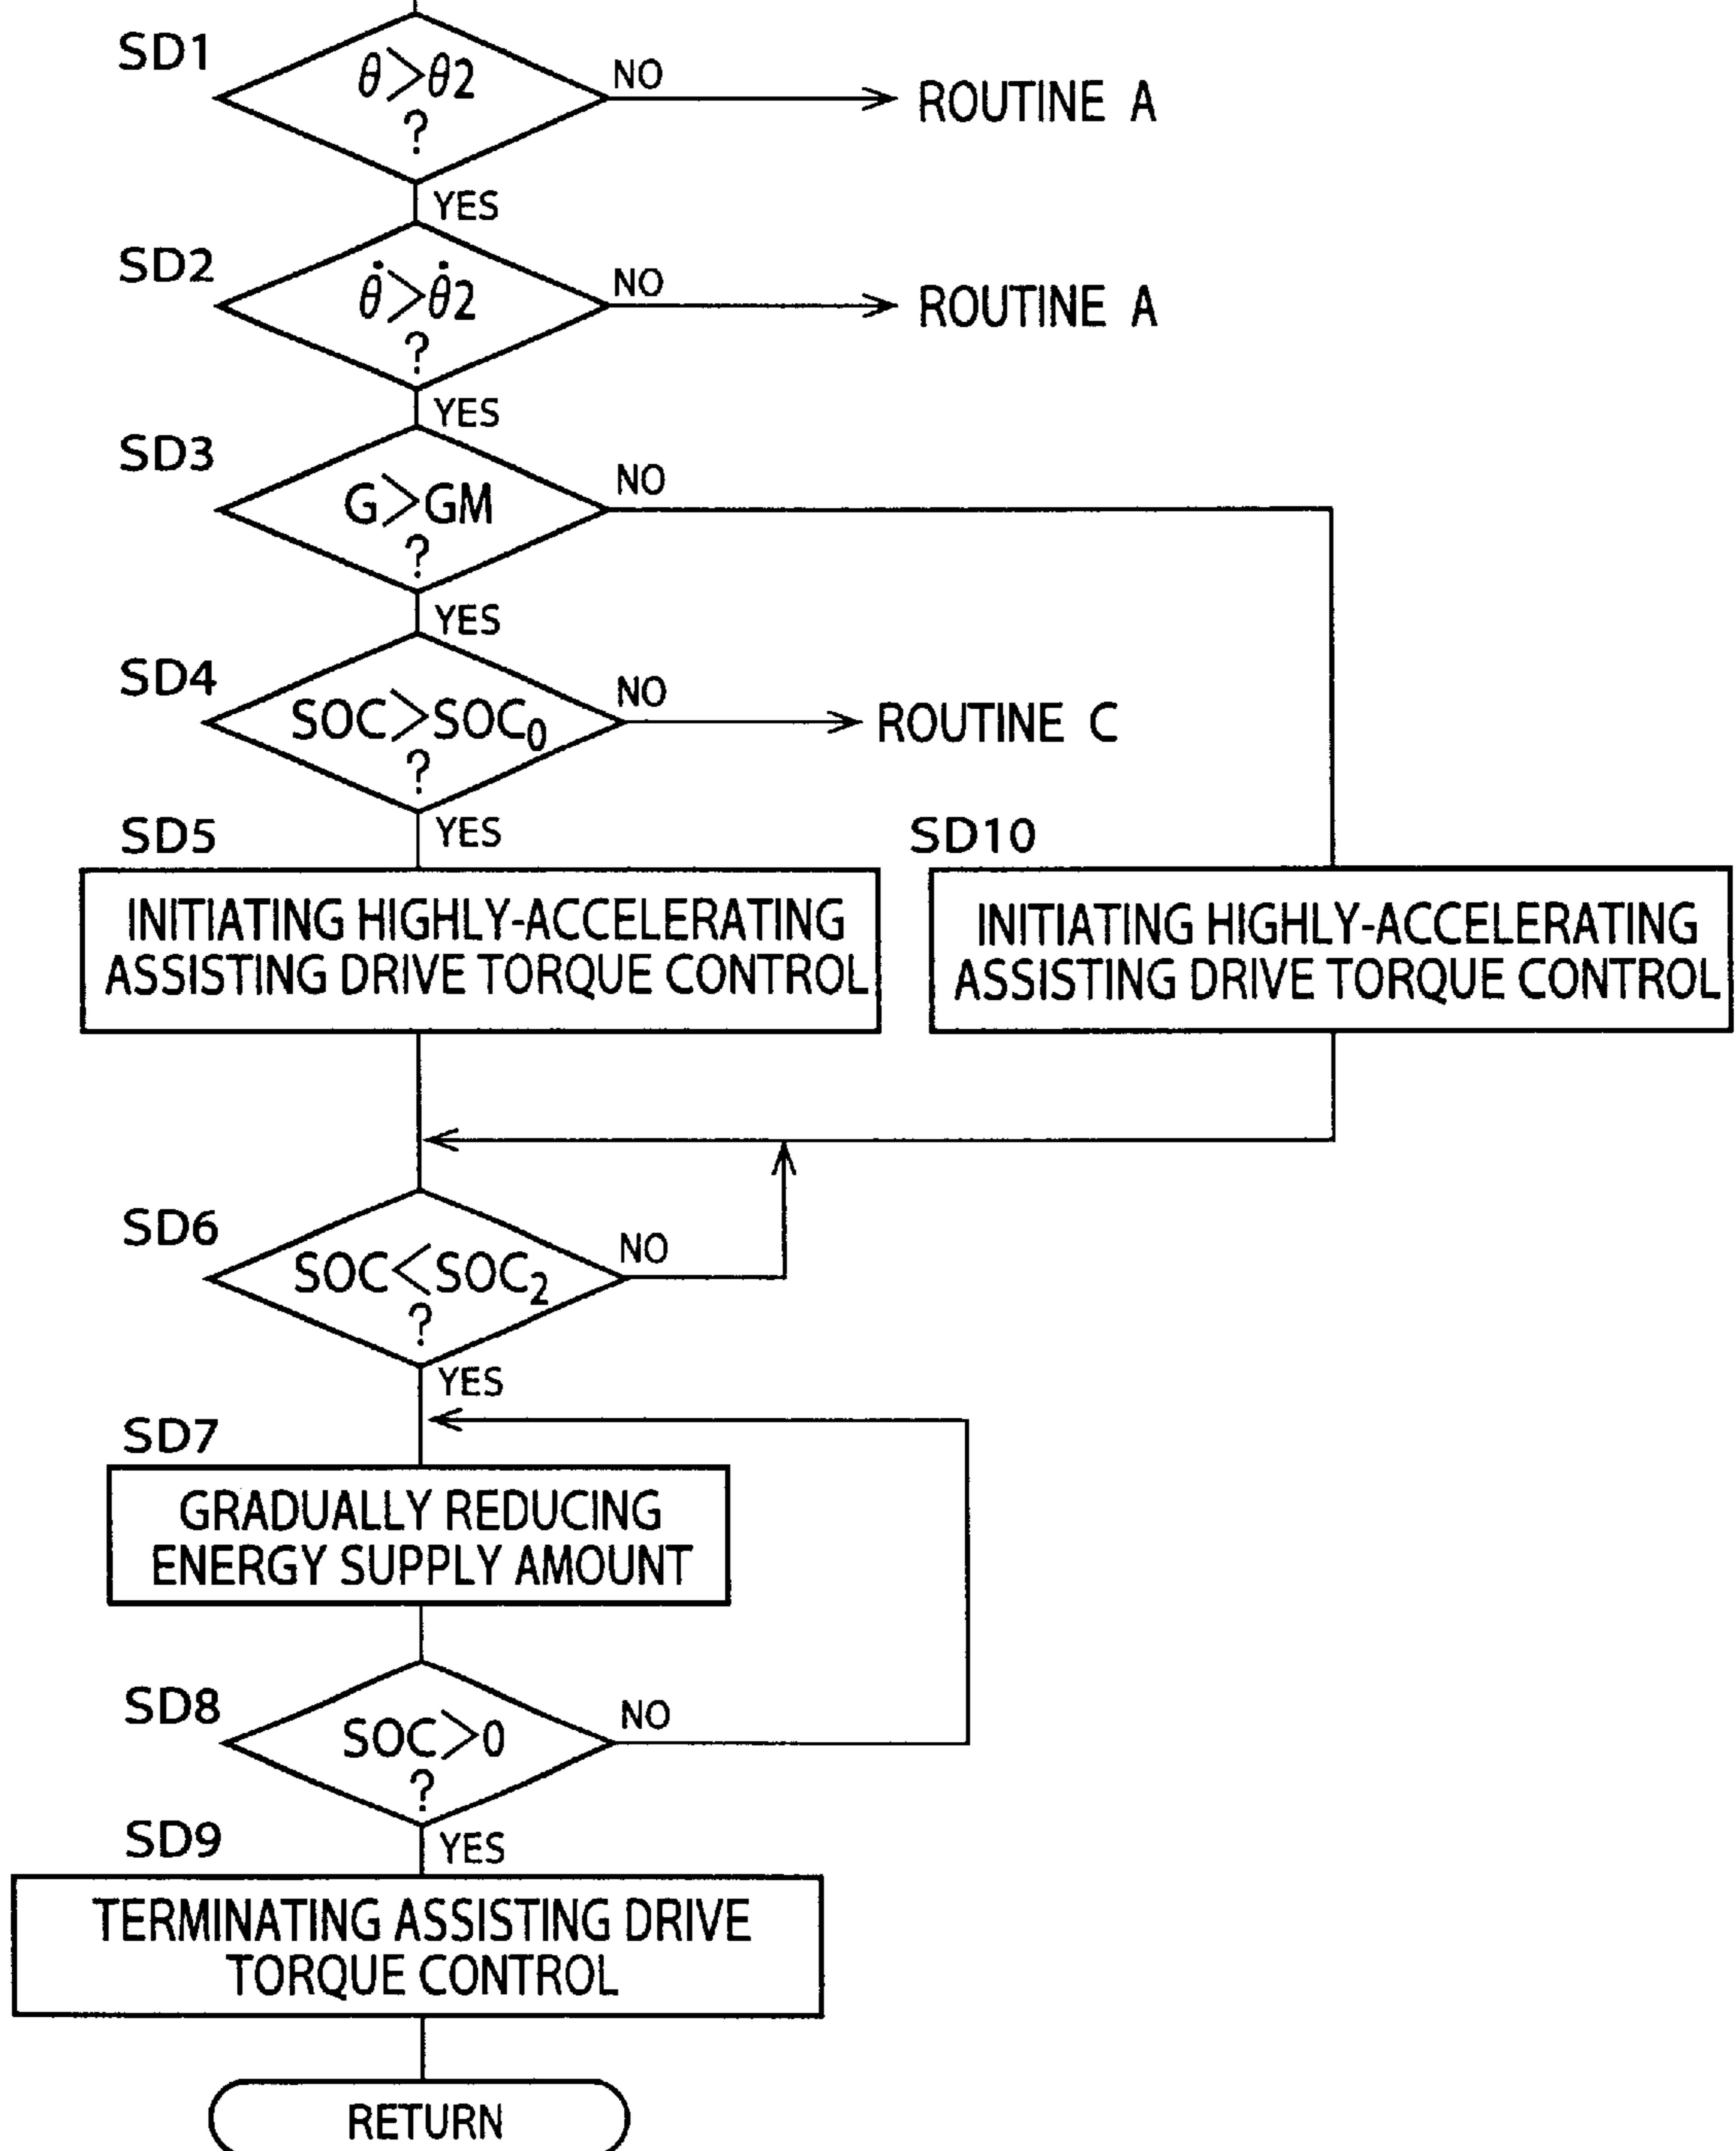 SD1
θ>θ2
?
NO
ROUTINE A
YES
SD2
θ̇>θ̇2
?
NO
ROUTINE A
YES
SD3
G>GM
?
NO
YES
SD4
SOC>SOC₀
?
NO
ROUTINE C
YES
SD5
INITIATING HIGHLY-ACCELERATING
ASSISTING DRIVE TORQUE CONTROL
SD10
INITIATING HIGHLY-ACCELERATING
ASSISTING DRIVE TORQUE CONTROL
SD6
SOC<SOC₂
?
NO
YES
SD7
GRADUALLY REDUCING
ENERGY SUPPLY AMOUNT
SD8
SOC>0
?
NO
YES
SD9
TERMINATING ASSISTING DRIVE
TORQUE CONTROL
RETURN